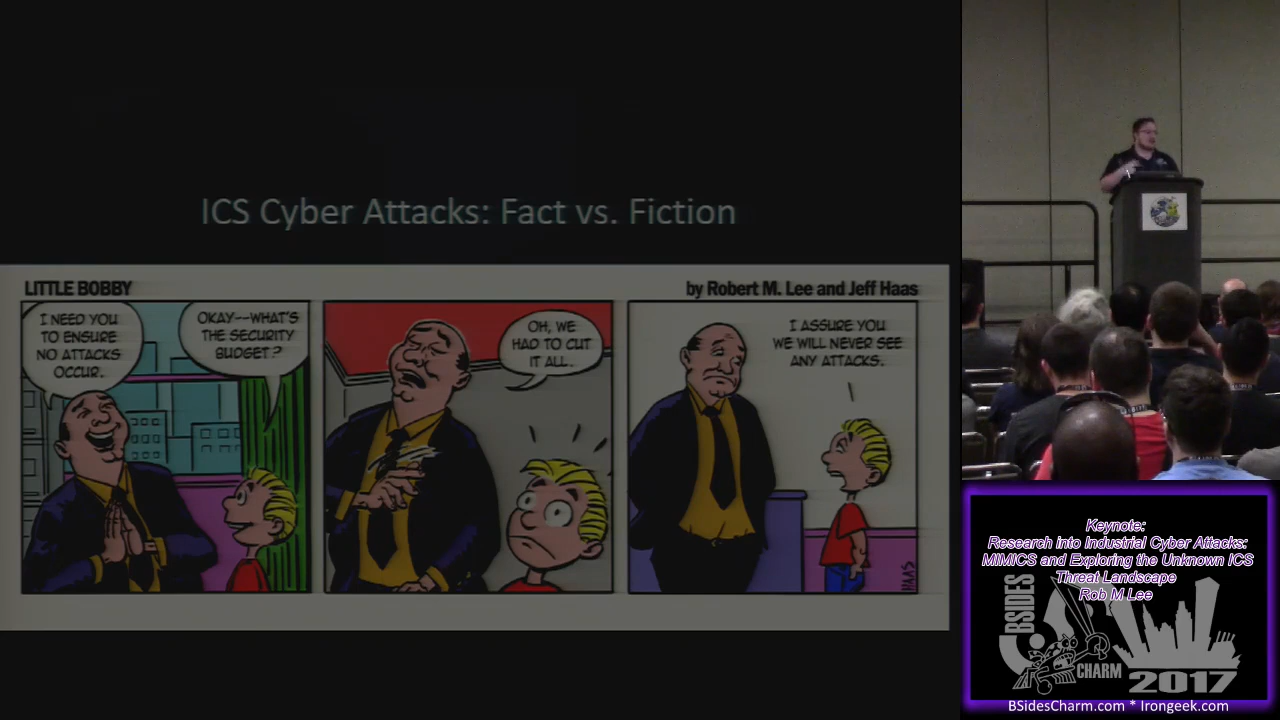 ICS Cyber Attacks: Fact vs. Fiction
LITTLE BOBBY
by Robert M. Lee and Jeff Haas
I NEED YOU
TO ENSURE
NO ATTACKS
OCCUR.
OKAY--WHAT'S
THE SECURITY
BUDGET?
OH, WE
HAD TO CUT
IT ALL.
I ASSURE YOU
WE WILL NEVER SEE
ANY ATTACKS.
HAAS
Keynote:
Research into Industrial Cyber Attacks:
MIMICS and Exploring the Unknown ICS
Threat Landscape
Rob M Lee
BSIDES
CHARM
2017
BSidesCharm.com * Irongeek.com